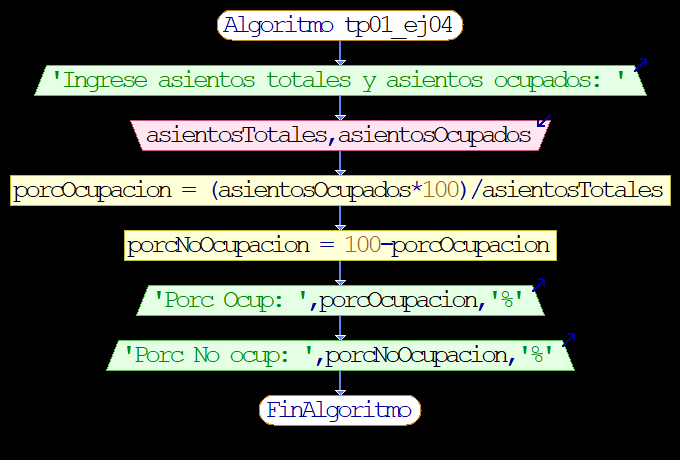 Algoritmo tp01_ej04
'Ingrese asientos totales y asientos ocupados: '
asientosTotales,asientosOcupados
porcOcupacion = (asientosOcupados*100)/asientosTotales
porcNoOcupacion = 100-porcOcupacion
'Porc Ocup: ',porcOcupacion,'%'
'Porc No ocup: ',porcNoOcupacion,'%'
FinAlgoritmo